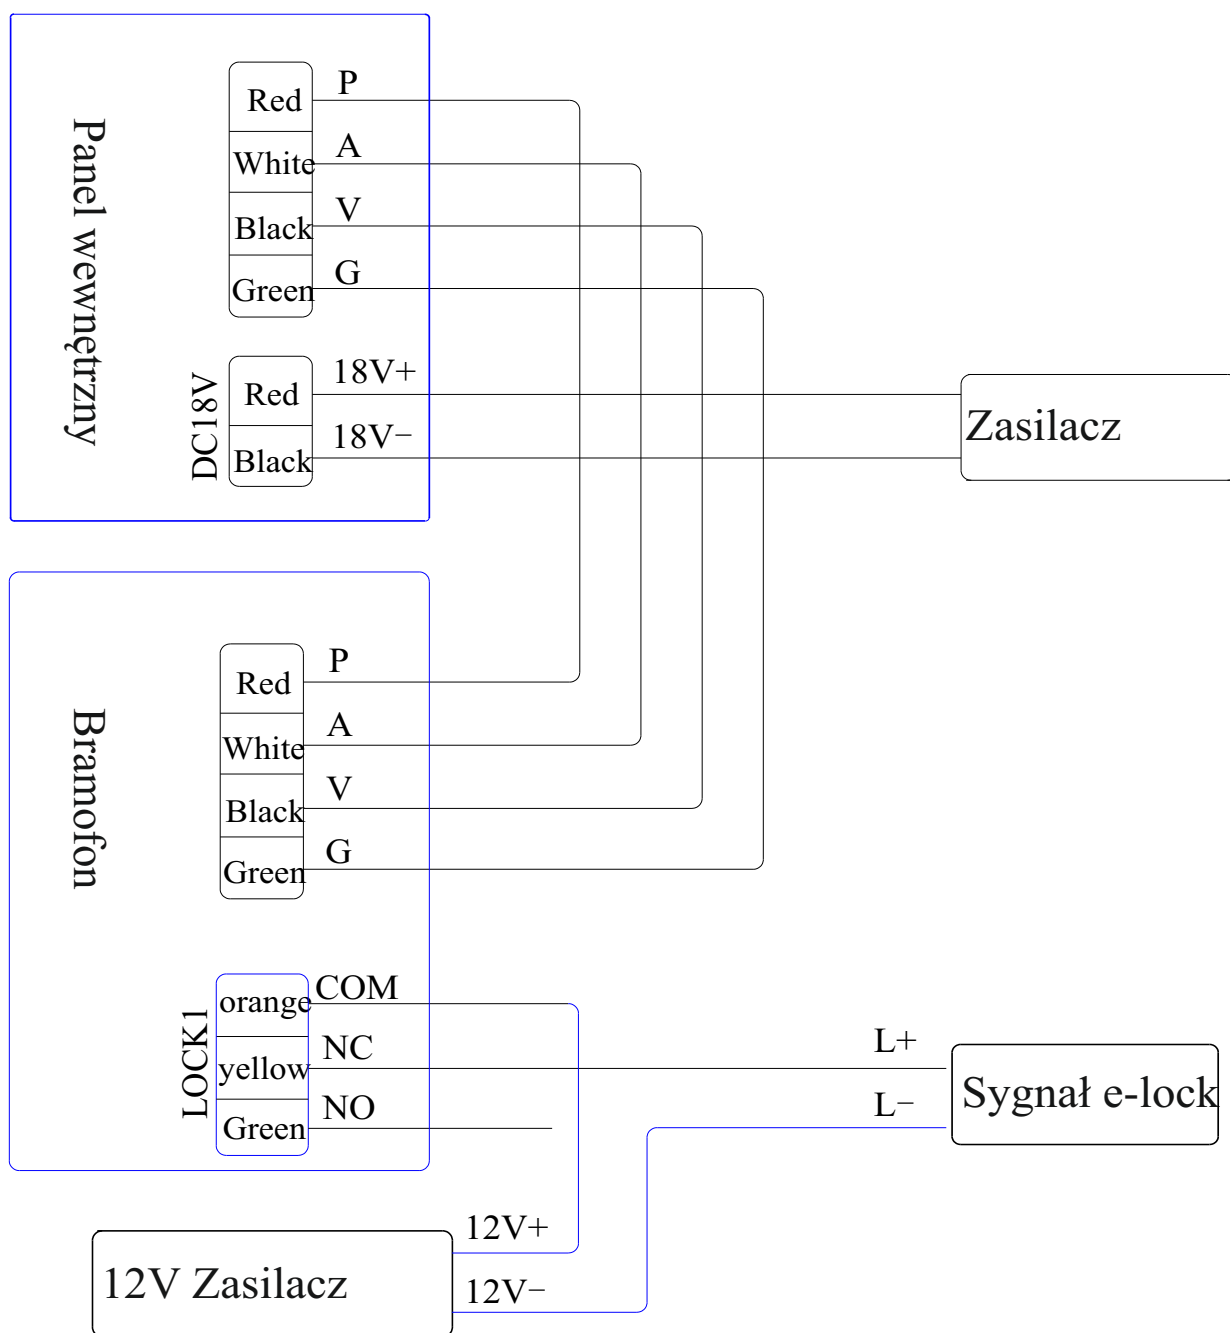 Panel wewnętrzny
Red P
White A
Black V
Green G
DC18V
Red 18V+
Black 18V−
Zasilacz
Bramofon
Red P
White A
Black V
Green G
LOCK1
orange COM
yellow NC
Green NO
L+
L−
Sygnał e-lock
12V Zasilacz
12V+
12V−